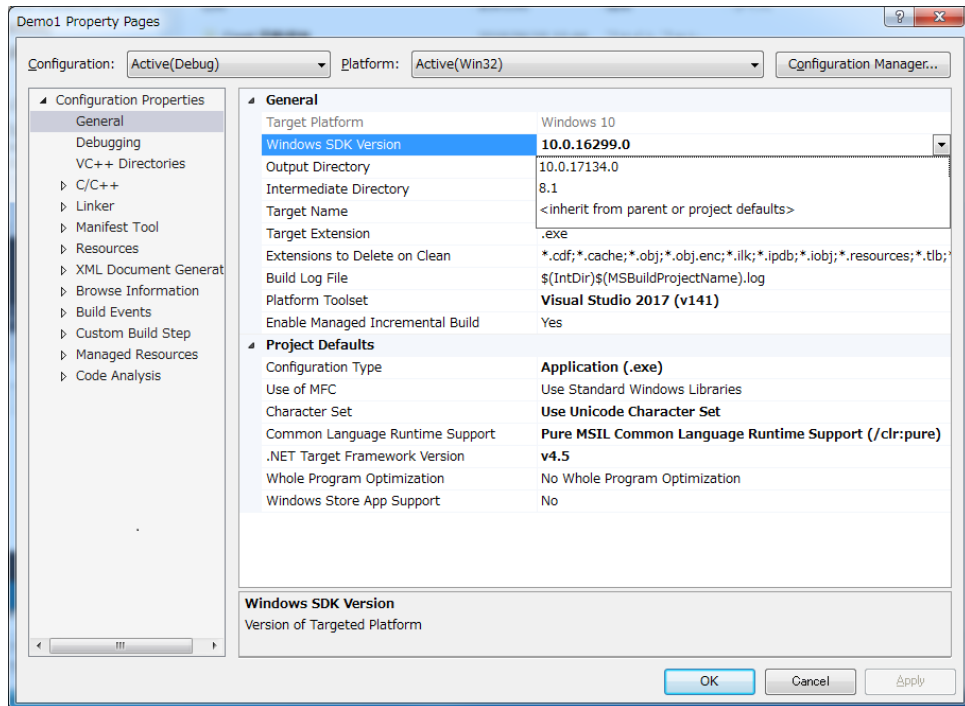 Demo1 Property Pages
Configuration: Active(Debug) Platform: Active(Win32) Configuration Manager...
Configuration Properties
General
Debugging
VC++ Directories
C/C++
Linker
Manifest Tool
Resources
XML Document Generat
Browse Information
Build Events
Custom Build Step
Managed Resources
Code Analysis
General
Target Platform Windows 10
Windows SDK Version 10.0.16299.0
Output Directory 10.0.17134.0
Intermediate Directory 8.1
Target Name <inherit from parent or project defaults>
Target Extension .exe
Extensions to Delete on Clean *.cdf;*.cache;*.obj;*.obj.enc;*.ilk;*.ipdb;*.iobj;*.resources;*.tlb;*
Build Log File $(IntDir)$(MSBuildProjectName).log
Platform Toolset Visual Studio 2017 (v141)
Enable Managed Incremental Build Yes
Project Defaults
Configuration Type Application (.exe)
Use of MFC Use Standard Windows Libraries
Character Set Use Unicode Character Set
Common Language Runtime Support Pure MSIL Common Language Runtime Support (/clr:pure)
.NET Target Framework Version v4.5
Whole Program Optimization No Whole Program Optimization
Windows Store App Support No
Windows SDK Version
Version of Targeted Platform
OK Cancel Apply